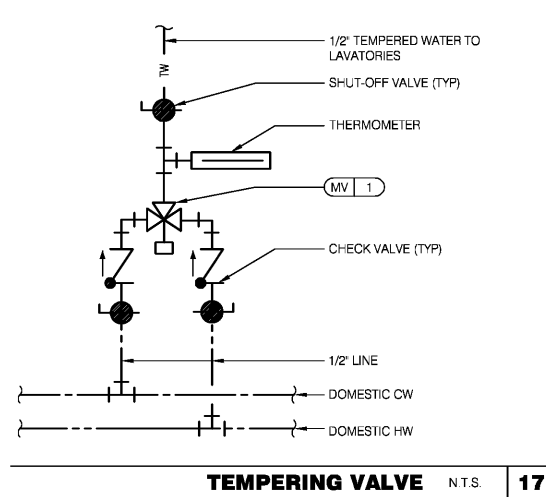 1/2" TEMPERED WATER TO
LAVATORIES
TW
SHUT-OFF VALVE (TYP)
THERMOMETER
MV 1
CHECK VALVE (TYP)
1/2" LINE
DOMESTIC CW
DOMESTIC HW
TEMPERING VALVE N.T.S. 17